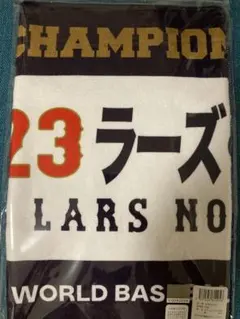 CHAMPION
23 ラーズ
LARS NO
WORLD BAS